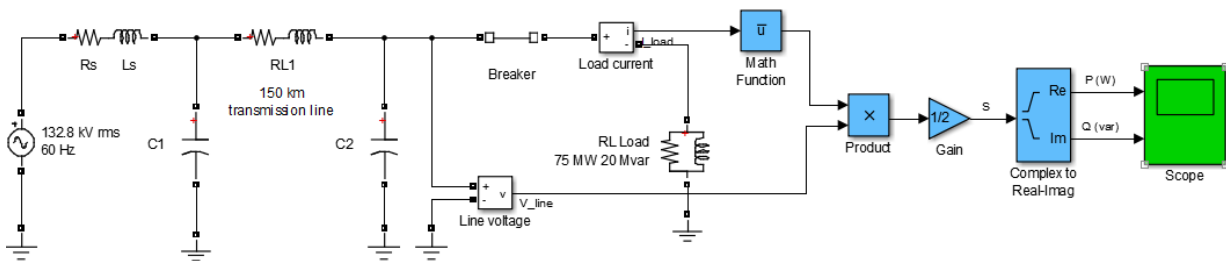 Rs
Ls
RL1
150 km
transmission line
132.8 kV rms
60 Hz
C1
C2
Breaker
+
-
i
I_load
Load current
u
Math
Function
RL Load
75 MW 20 Mvar
+
-
v
V_line
Line voltage
×
Product
1/2
Gain
S
Re
Im
Complex to
Real-Imag
P (W)
Q (var)
Scope